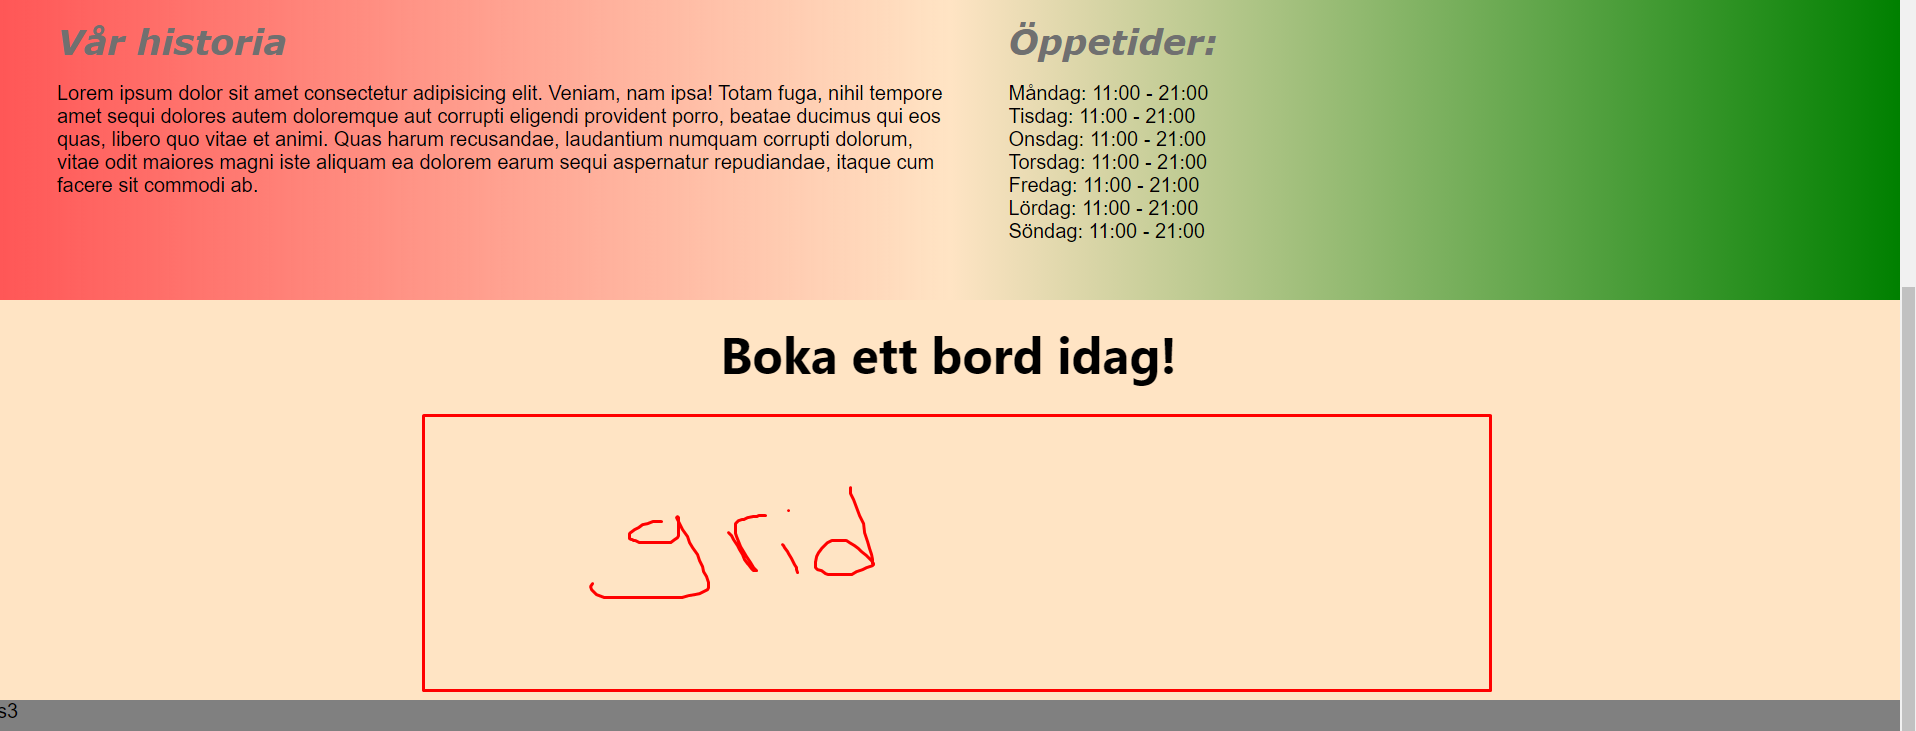 Vår historia
Lorem ipsum dolor sit amet consectetur adipisicing elit. Veniam, nam ipsa! Totam fuga, nihil tempore
amet sequi dolores autem doloremque aut corrupti eligendi provident porro, beatae ducimus qui eos
quas, libero quo vitae et animi. Quas harum recusandae, laudantium numquam corrupti dolorum,
vitae odit maiores magni iste aliquam ea dolorem earum sequi aspernatur repudiandae, itaque cum
facere sit commodi ab.
Öppetider:
Måndag: 11:00 - 21:00
Tisdag: 11:00 - 21:00
Onsdag: 11:00 - 21:00
Torsdag: 11:00 - 21:00
Fredag: 11:00 - 21:00
Lördag: 11:00 - 21:00
Söndag: 11:00 - 21:00
Boka ett bord idag!
grid
s3